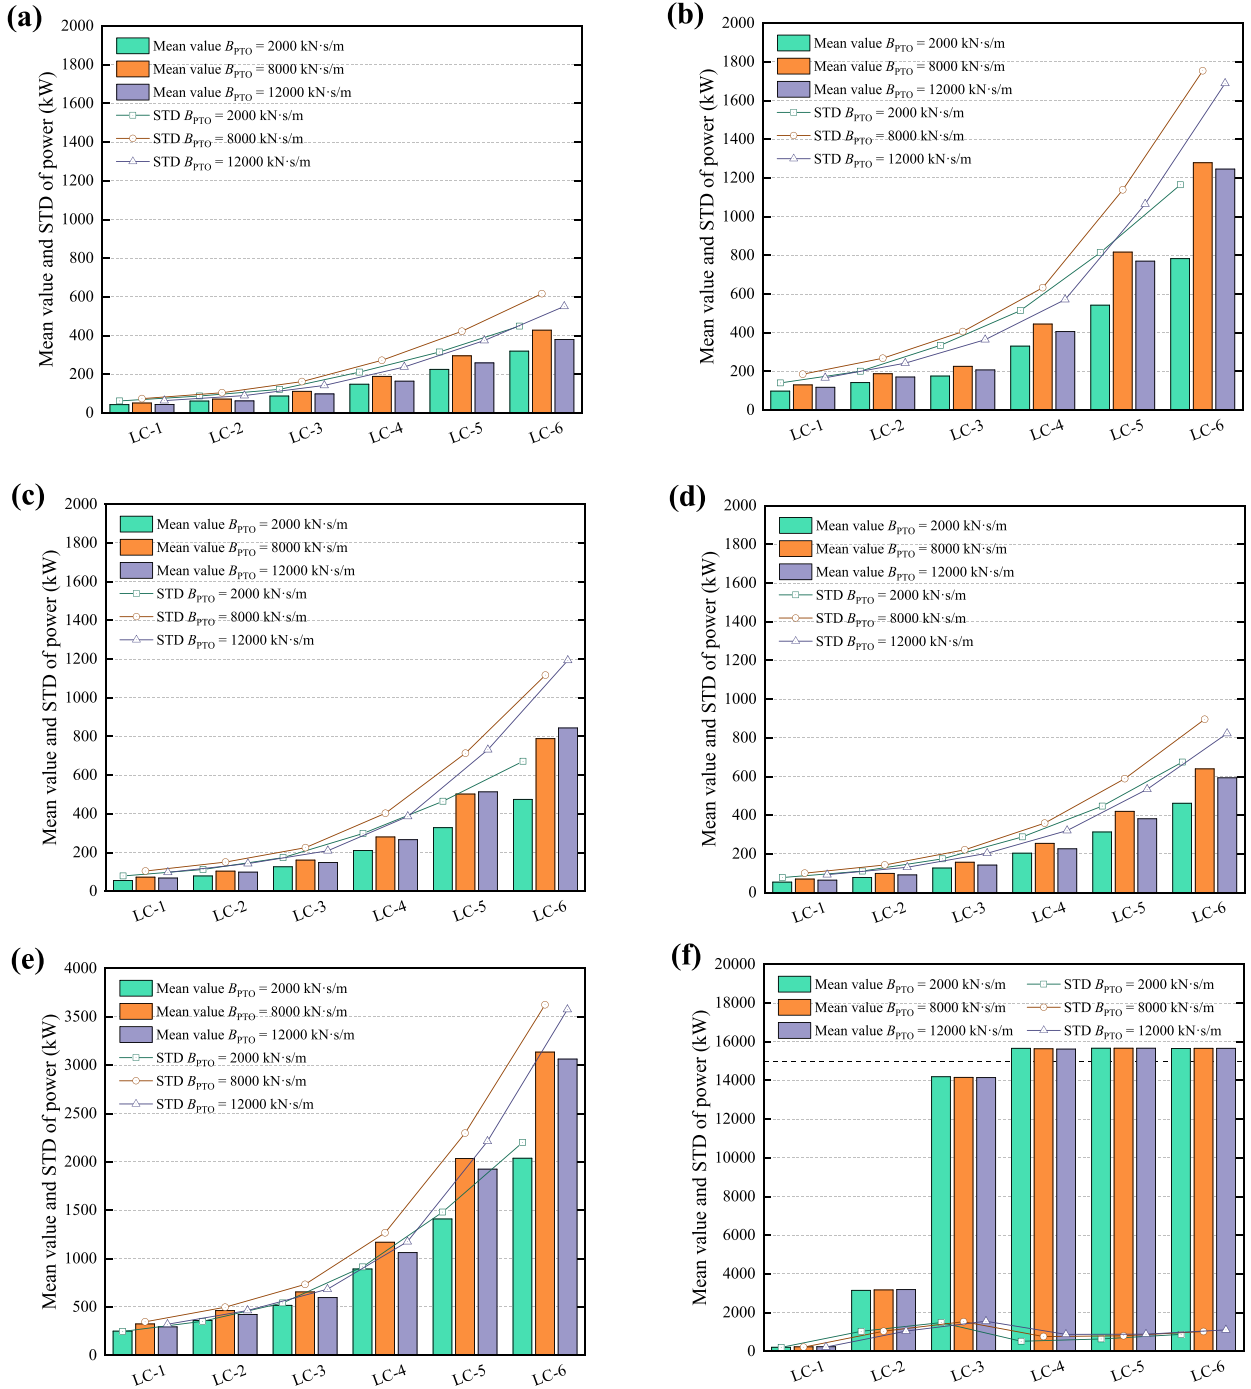 (a)
Mean value and STD of power (kW)
2000
1800
1600
1400
1200
1000
800
600
400
200
0
Mean value BPTO = 2000 kN·s/m
Mean value BPTO = 8000 kN·s/m
Mean value BPTO = 12000 kN·s/m
STD BPTO = 2000 kN·s/m
STD BPTO = 8000 kN·s/m
STD BPTO = 12000 kN·s/m
LC-1 LC-2 LC-3 LC-4 LC-5 LC-6
(b)
Mean value and STD of power (kW)
2000
1800
1600
1400
1200
1000
800
600
400
200
0
Mean value BPTO = 2000 kN·s/m
Mean value BPTO = 8000 kN·s/m
Mean value BPTO = 12000 kN·s/m
STD BPTO = 2000 kN·s/m
STD BPTO = 8000 kN·s/m
STD BPTO = 12000 kN·s/m
LC-1 LC-2 LC-3 LC-4 LC-5 LC-6
(c)
Mean value and STD of power (kW)
2000
1800
1600
1400
1200
1000
800
600
400
200
0
Mean value BPTO = 2000 kN·s/m
Mean value BPTO = 8000 kN·s/m
Mean value BPTO = 12000 kN·s/m
STD BPTO = 2000 kN·s/m
STD BPTO = 8000 kN·s/m
STD BPTO = 12000 kN·s/m
LC-1 LC-2 LC-3 LC-4 LC-5 LC-6
(d)
Mean value and STD of power (kW)
2000
1800
1600
1400
1200
1000
800
600
400
200
0
Mean value BPTO = 2000 kN·s/m
Mean value BPTO = 8000 kN·s/m
Mean value BPTO = 12000 kN·s/m
STD BPTO = 2000 kN·s/m
STD BPTO = 8000 kN·s/m
STD BPTO = 12000 kN·s/m
LC-1 LC-2 LC-3 LC-4 LC-5 LC-6
(e)
Mean value and STD of power (kW)
4000
3500
3000
2500
2000
1500
1000
500
0
Mean value BPTO = 2000 kN·s/m
Mean value BPTO = 8000 kN·s/m
Mean value BPTO = 12000 kN·s/m
STD BPTO = 2000 kN·s/m
STD BPTO = 8000 kN·s/m
STD BPTO = 12000 kN·s/m
LC-1 LC-2 LC-3 LC-4 LC-5 LC-6
(f)
Mean value and STD of power (kW)
20000
18000
16000
14000
12000
10000
8000
6000
4000
2000
0
Mean value BPTO = 2000 kN·s/m STD BPTO = 2000 kN·s/m
Mean value BPTO = 8000 kN·s/m STD BPTO = 8000 kN·s/m
Mean value BPTO = 12000 kN·s/m STD BPTO = 12000 kN·s/m
LC-1 LC-2 LC-3 LC-4 LC-5 LC-6